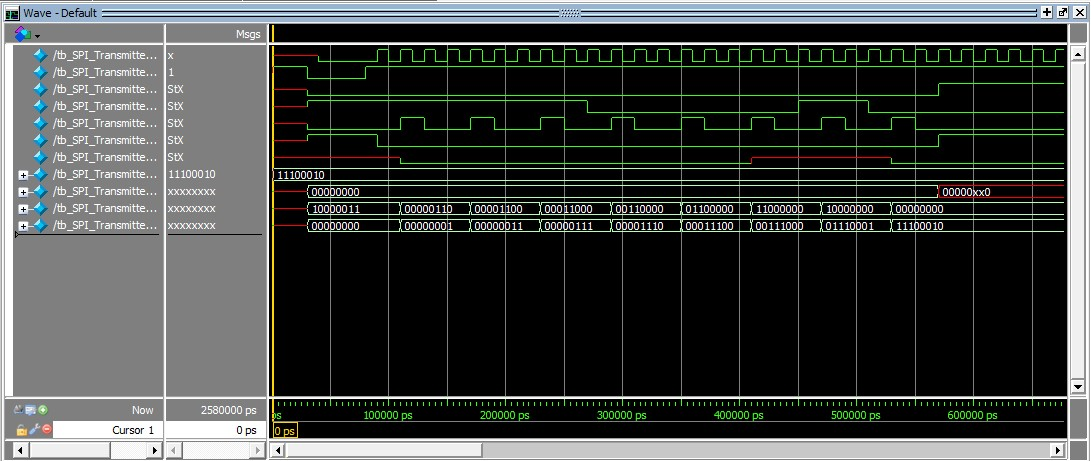 Wave - Default
Msgs
/tb_SPI_Transmitte... x
/tb_SPI_Transmitte... 1
/tb_SPI_Transmitte... StX
/tb_SPI_Transmitte... StX
/tb_SPI_Transmitte... StX
/tb_SPI_Transmitte... StX
/tb_SPI_Transmitte... StX
/tb_SPI_Transmitte... 11100010 11100010
/tb_SPI_Transmitte... xxxxxxxx 00000000 00000xx0
/tb_SPI_Transmitte... xxxxxxxx 10000011 00000110 00001100 00011000 00110000 01100000 11000000 10000000 00000000
/tb_SPI_Transmitte... xxxxxxxx 00000000 00000001 00000011 00000111 00001110 00011100 00111000 01110001 11100010
Now 2580000 ps ps 100000 ps 200000 ps 300000 ps 400000 ps 500000 ps 600000 ps
Cursor 1 0 ps 0 ps